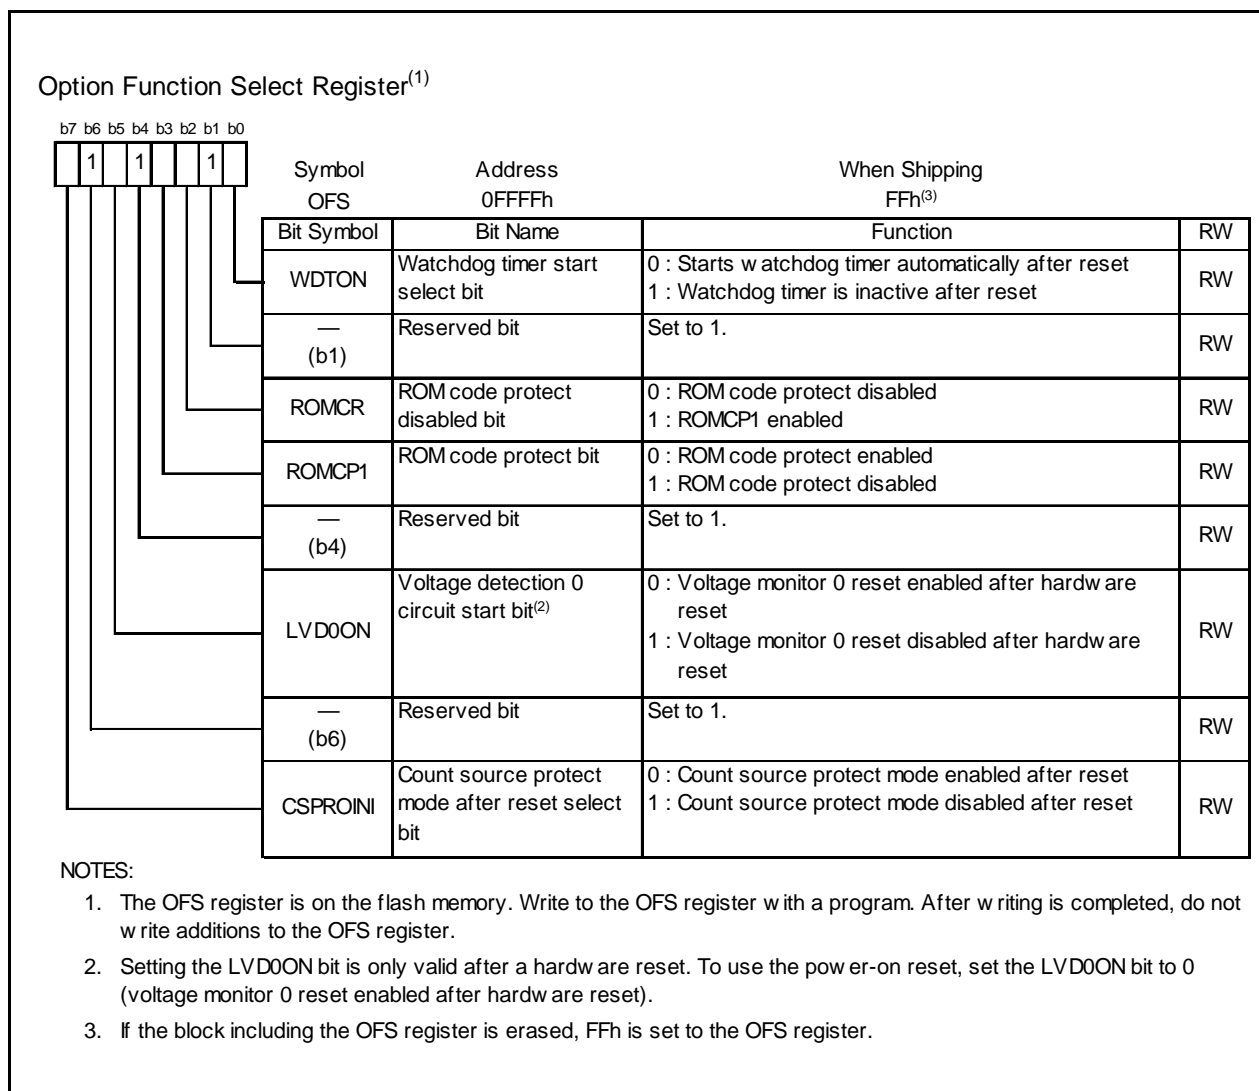 Option Function Select Register(1)
b7 b6 b5 b4 b3 b2 b1 b0
1 1 1
Symbol Address When Shipping
OFS 0FFFFh FFh(3)
Bit Symbol Bit Name Function RW
WDTON Watchdog timer start select bit 0 : Starts watchdog timer automatically after reset RW
1 : Watchdog timer is inactive after reset
— (b1) Reserved bit Set to 1. RW
ROMCR ROM code protect disabled bit 0 : ROM code protect disabled RW
1 : ROMCP1 enabled
ROMCP1 ROM code protect bit 0 : ROM code protect enabled RW
1 : ROM code protect disabled
— (b4) Reserved bit Set to 1. RW
LVD0ON Voltage detection 0 circuit start bit(2) 0 : Voltage monitor 0 reset enabled after hardware reset RW
1 : Voltage monitor 0 reset disabled after hardware reset
— (b6) Reserved bit Set to 1. RW
CSPROINI Count source protect mode after reset select bit 0 : Count source protect mode enabled after reset RW
1 : Count source protect mode disabled after reset
NOTES:
1. The OFS register is on the flash memory. Write to the OFS register with a program. After writing is completed, do not
write additions to the OFS register.
2. Setting the LVD0ON bit is only valid after a hardware reset. To use the power-on reset, set the LVD0ON bit to 0
(voltage monitor 0 reset enabled after hardware reset).
3. If the block including the OFS register is erased, FFh is set to the OFS register.